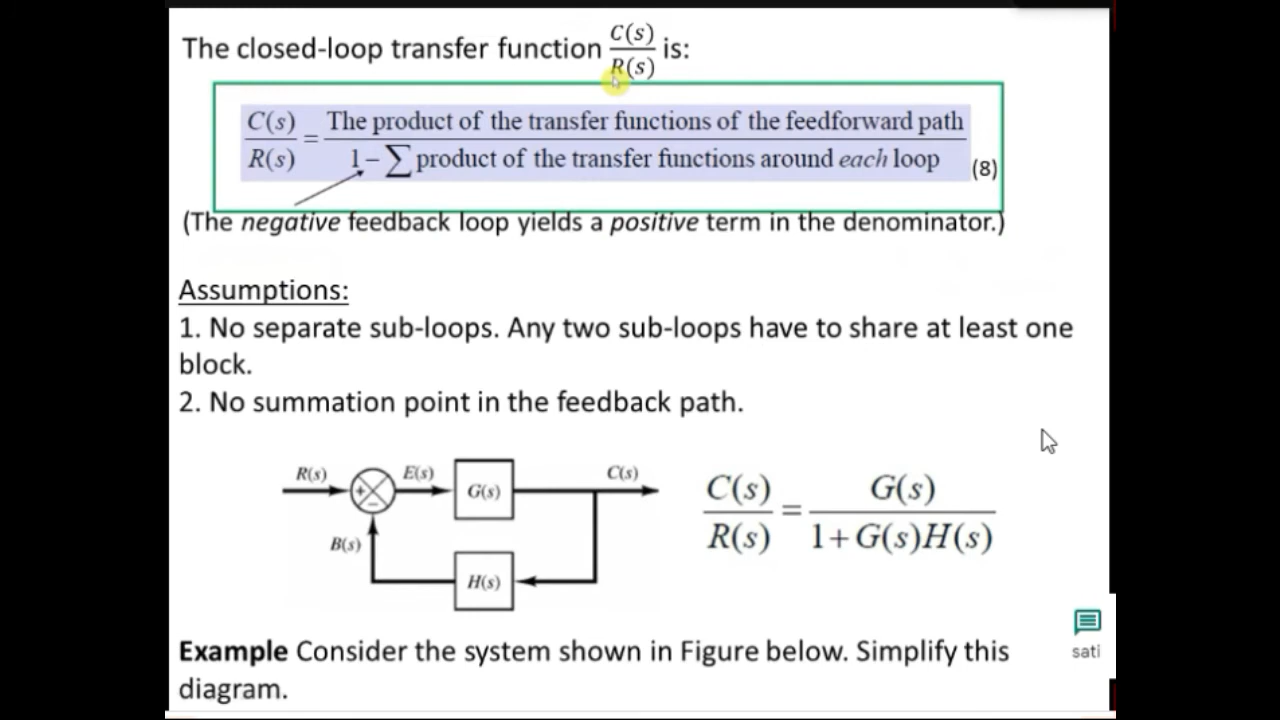 The closed-loop transfer function C(s)/R(s) is:
C(s)/R(s) = The product of the transfer functions of the feedforward path / 1 − ∑ product of the transfer functions around each loop (8)
(The negative feedback loop yields a positive term in the denominator.)
Assumptions:
1. No separate sub-loops. Any two sub-loops have to share at least one
block.
2. No summation point in the feedback path.
R(s) + − E(s) G(s) C(s)
B(s) H(s)
C(s)/R(s) = G(s)/1+G(s)H(s)
Example Consider the system shown in Figure below. Simplify this
diagram.
sati